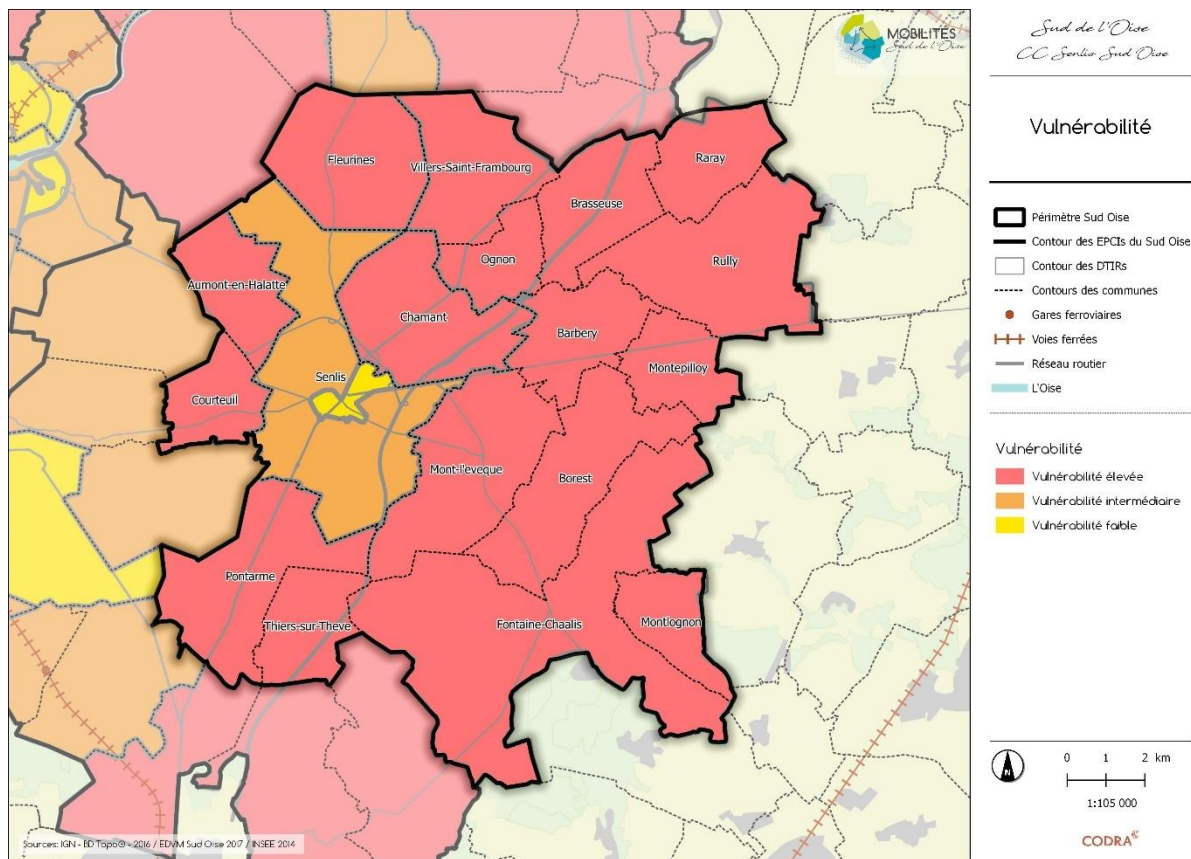 MOBILITÉS
Sud de l'Oise
Fleurines
Villers-Saint-Frambourg
Raray
Brasseuse
Ognon
Rully
Aumont-en-Halatte
Chamant
Barbery
Montepilloy
Senlis
Courteuil
Mont-l'eveque
Borest
Pontarme
Thiers-sur-Theve
Fontaine-Chaalis
Montlognon
Sources: IGN - BD Topo® - 2016 / EDVM Sud Oise 2017 / INSEE 2014
Sud de l'Oise
CC Senlis Sud Oise
Vulnérabilité
Périmètre Sud Oise
Contour des EPCIs du Sud Oise
Contour des DTIRs
Contours des communes
Gares ferroviaires
Voies ferrées
Réseau routier
L'Oise
Vulnérabilité
Vulnérabilité élevée
Vulnérabilité intermédiaire
Vulnérabilité faible
N
0 1 2 km
1:105 000
CODRA